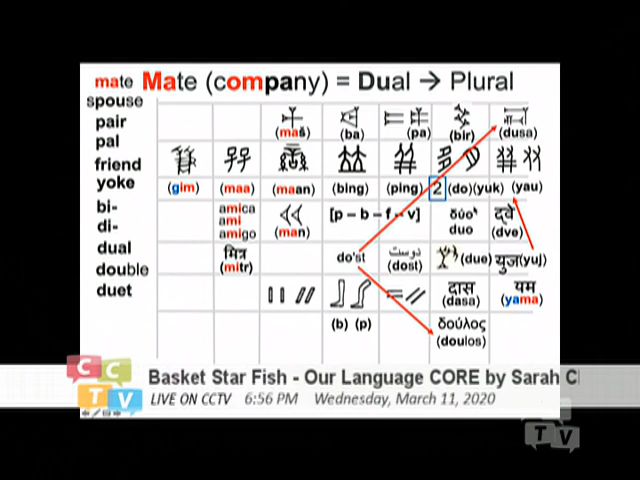 mate Mate (company) = Dual → Plural
spouse
pair
pal
friend
yoke
bi-
di-
dual
double
duet
(maš) (ba) (pa) (bir) (dusa)
(gim) (maa) (maan) (bing) (ping) 2 (do)(yuk) (yau)
amica
ami
amigo
(man)
[p – b – f – v]
δύο
duo
द्वे
(dve)
मित्र
(mitr)
do'st
دوست
(dost)
(due)
युज(yuj)
दास
(dasa)
यम
(yama)
(b) (p)
δούλος
(doulos)
CCTV
Basket Star Fish - Our Language CORE by Sarah C
LIVE ON CCTV 6:56 PM Wednesday, March 11, 2020
TV